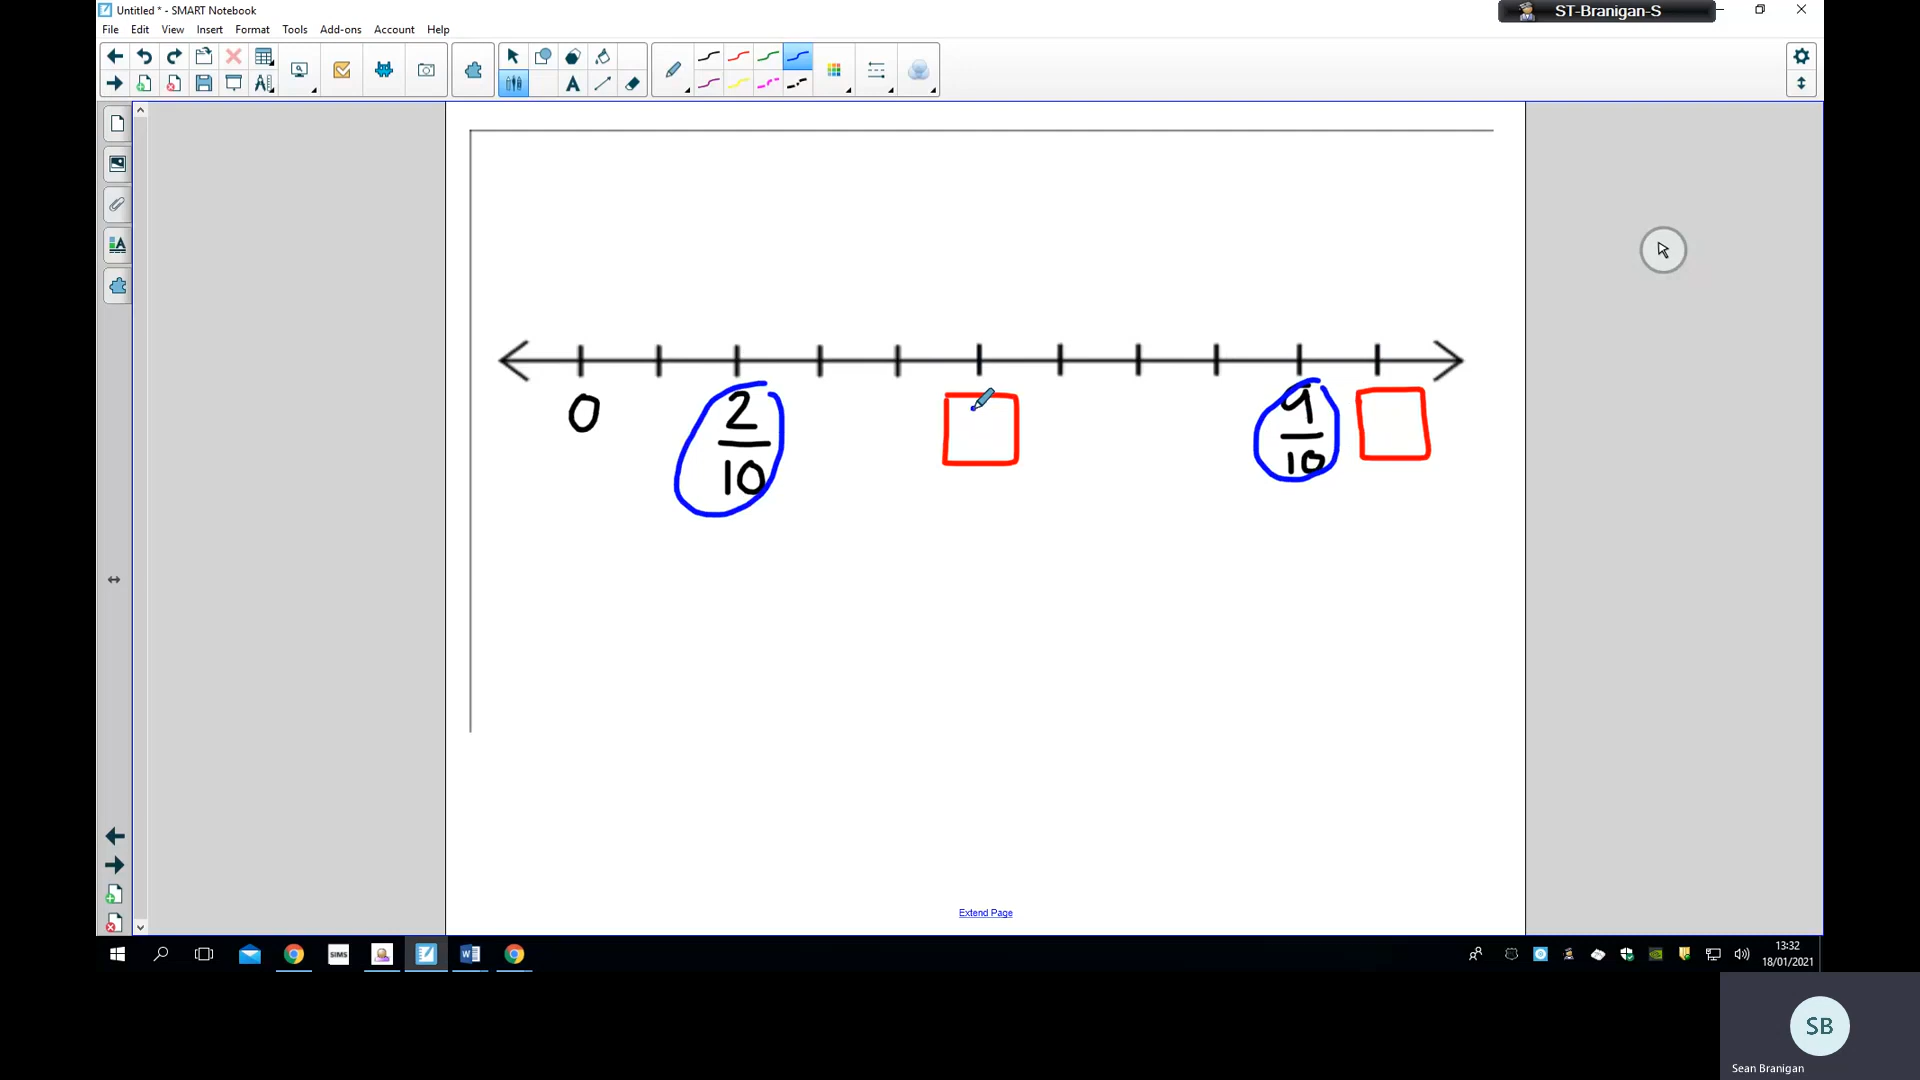 Untitled * - SMART Notebook
ST-Branigan-S
File Edit View Insert Format Tools Add-ons Account Help
0
2
10
9
10
Extend Page
SIMS
13:32
18/01/2021
SB
Sean Branigan